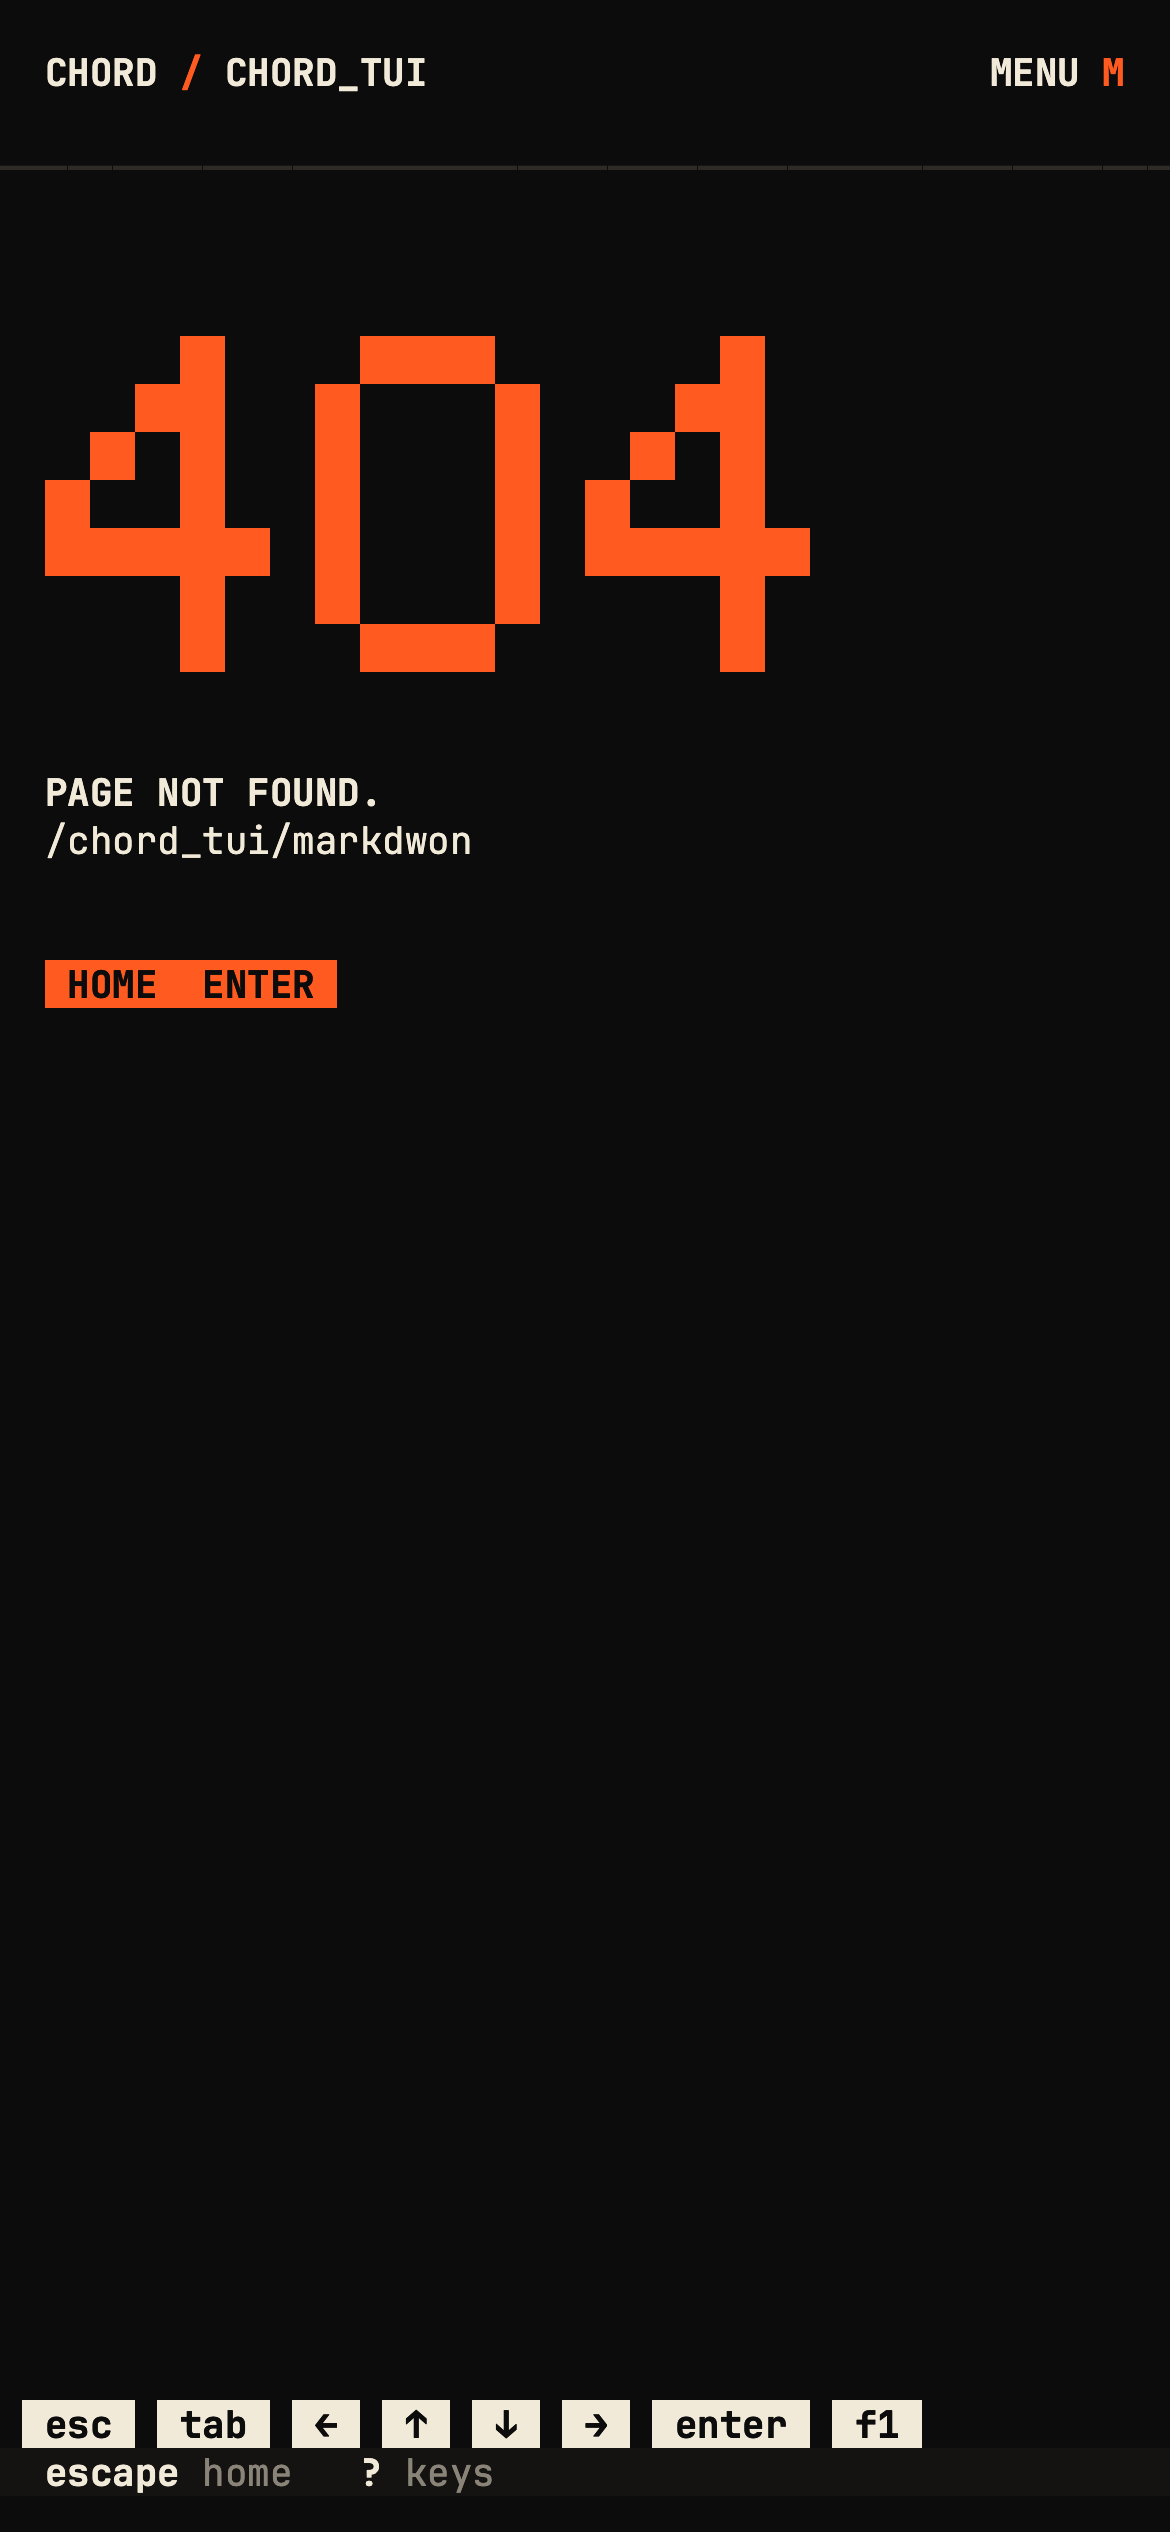 CHORD / CHORD_TUI MENU M
404
PAGE NOT FOUND.
/chord_tui/markdwon
HOME ENTER
esc tab ← ↑ ↓ → enter f1
escape home ? keys